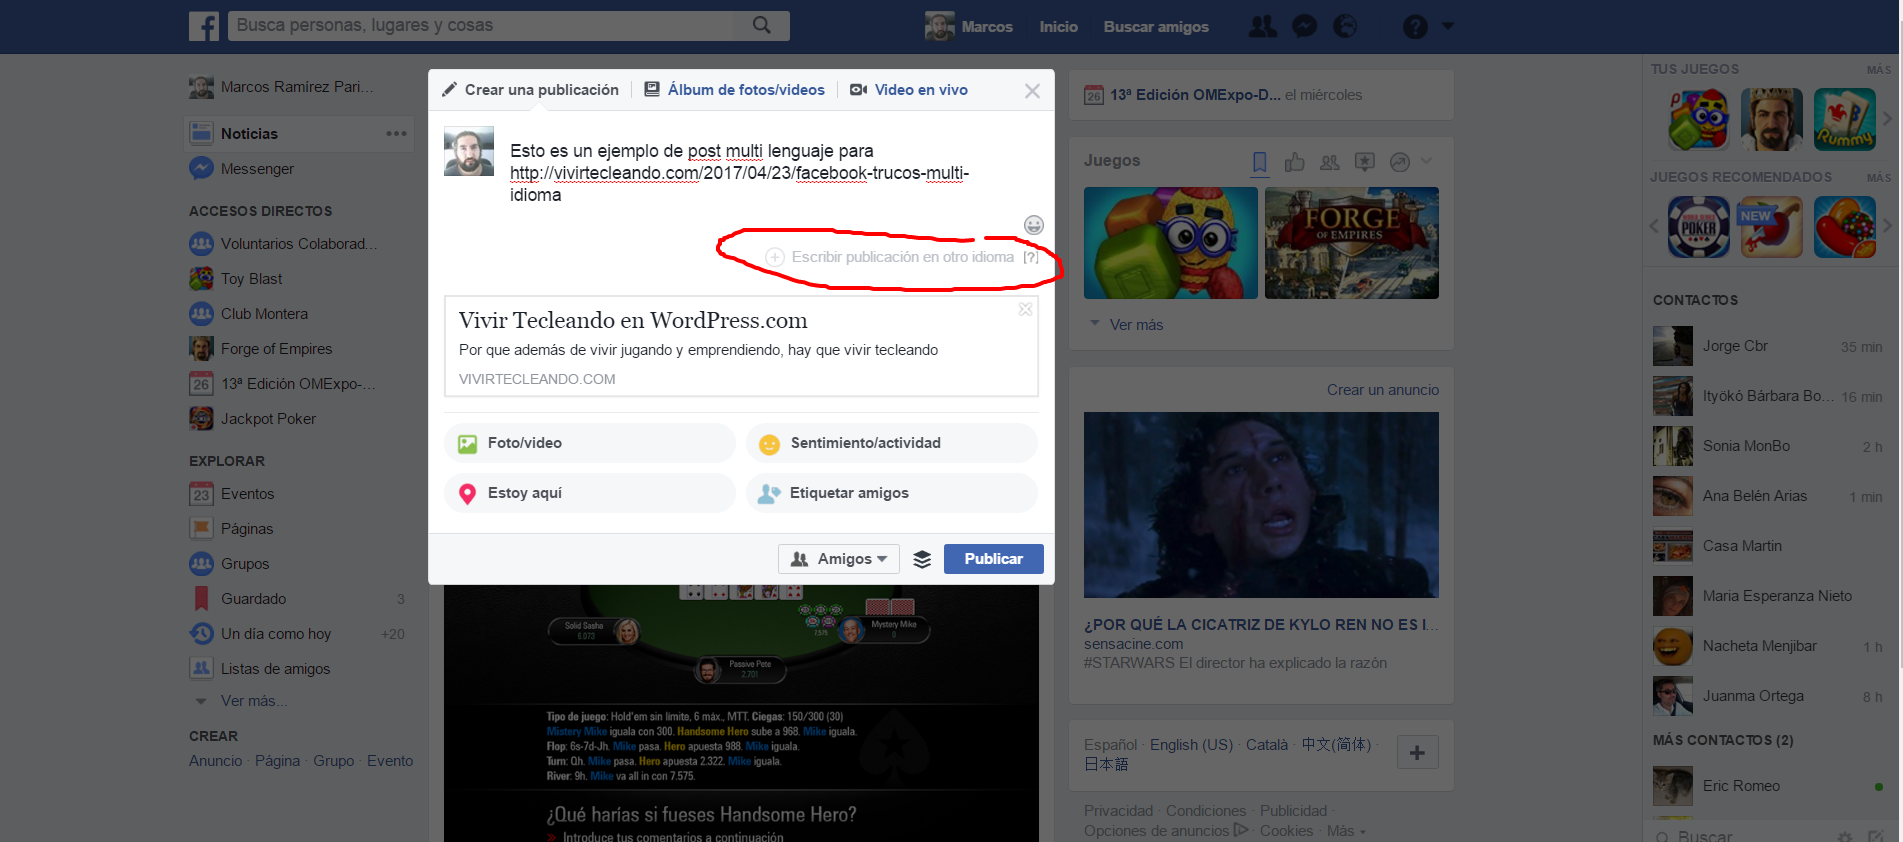 Busca personas, lugares y cosas
Marcos
Inicio
Buscar amigos
Marcos Ramírez Pari...
Noticias
Messenger
ACCESOS DIRECTOS
Voluntarios Colaborad...
Toy Blast
Club Montera
Forge of Empires
26 13ª Edición OMExpo-...
Jackpot Poker
EXPLORAR
23 Eventos
Páginas
Grupos
Guardado 3
Un día como hoy +20
Listas de amigos
Ver más...
CREAR
Anuncio · Página · Grupo · Evento
Crear una publicación
Álbum de fotos/videos
Video en vivo
Esto es un ejemplo de post multi lenguaje para
http://vivirtecleando.com/2017/04/23/facebook-trucos-multi-
idioma
Escribir publicación en otro idioma [?]
Vivir Tecleando en WordPress.com
Por que además de vivir jugando y emprendiendo, hay que vivir tecleando
VIVIRTECLEANDO.COM
Foto/video
Sentimiento/actividad
Estoy aquí
Etiquetar amigos
Amigos
Publicar
Solid Sasha
6.073
7.575
Mystery Mike
0
Passive Pete
2.701
Tipo de juego: Hold'em sin límite, 6 máx., MTT. Ciegas: 150/300 (30)
Mistery Mike iguala con 300. Handsome Hero sube a 968. Mike iguala.
Flop: 6s-7d-Jh. Mike pasa. Hero apuesta 988. Mike iguala.
Turn: Qh. Mike pasa. Hero apuesta 2.322. Mike iguala.
River: 9h. Mike va all in con 7.575.
¿Qué harías si fueses Handsome Hero?
» Introduce tus comentarios a continuación
26 13ª Edición OMExpo-D... el miércoles
Juegos
FORGE
OF EMPIRES
Ver más
Crear un anuncio
¿POR QUÉ LA CICATRIZ DE KYLO REN NO ES I...
sensacine.com
#STARWARS El director ha explicado la razón
Español · English (US) · Català · 中文(简体) ·
日本語
Privacidad · Condiciones · Publicidad ·
Opciones de anuncios · Cookies · Más
TUS JUEGOS MÁS
Rummy
JUEGOS RECOMENDADOS MÁS
POKER
NEW
CONTACTOS
Jorge Cbr 35 min
Ityökó Bárbara Bo... 16 min
Sonia MonBo 2 h
Ana Belén Arias 1 min
Casa Martin
Maria Esperanza Nieto
Nacheta Menjibar 1 h
Juanma Ortega 8 h
MÁS CONTACTOS (2)
Eric Romeo
Buscar